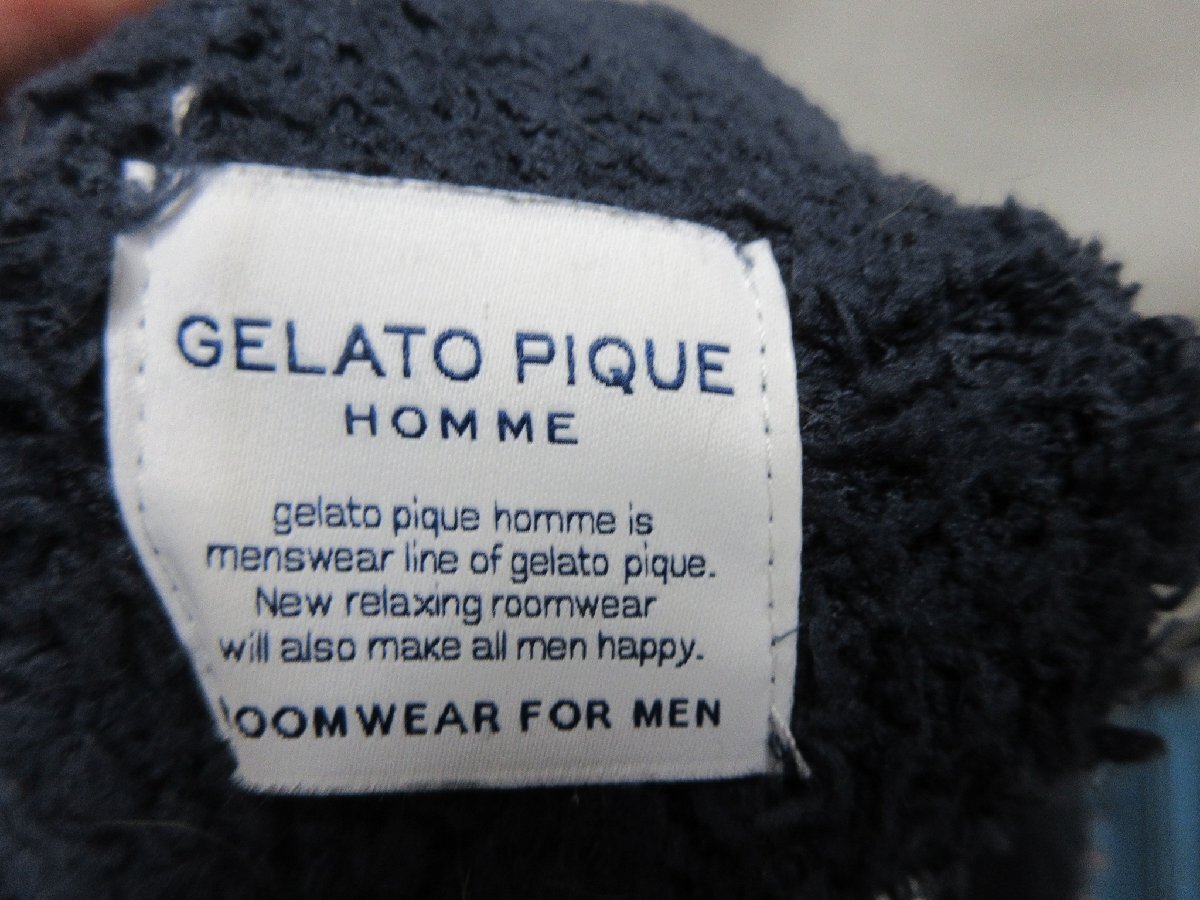 GELATO PIQUE
HOMME
gelato pique homme is
menswear line of gelato pique.
New relaxing roomwear
will also make all men happy.
ROOMWEAR FOR MEN